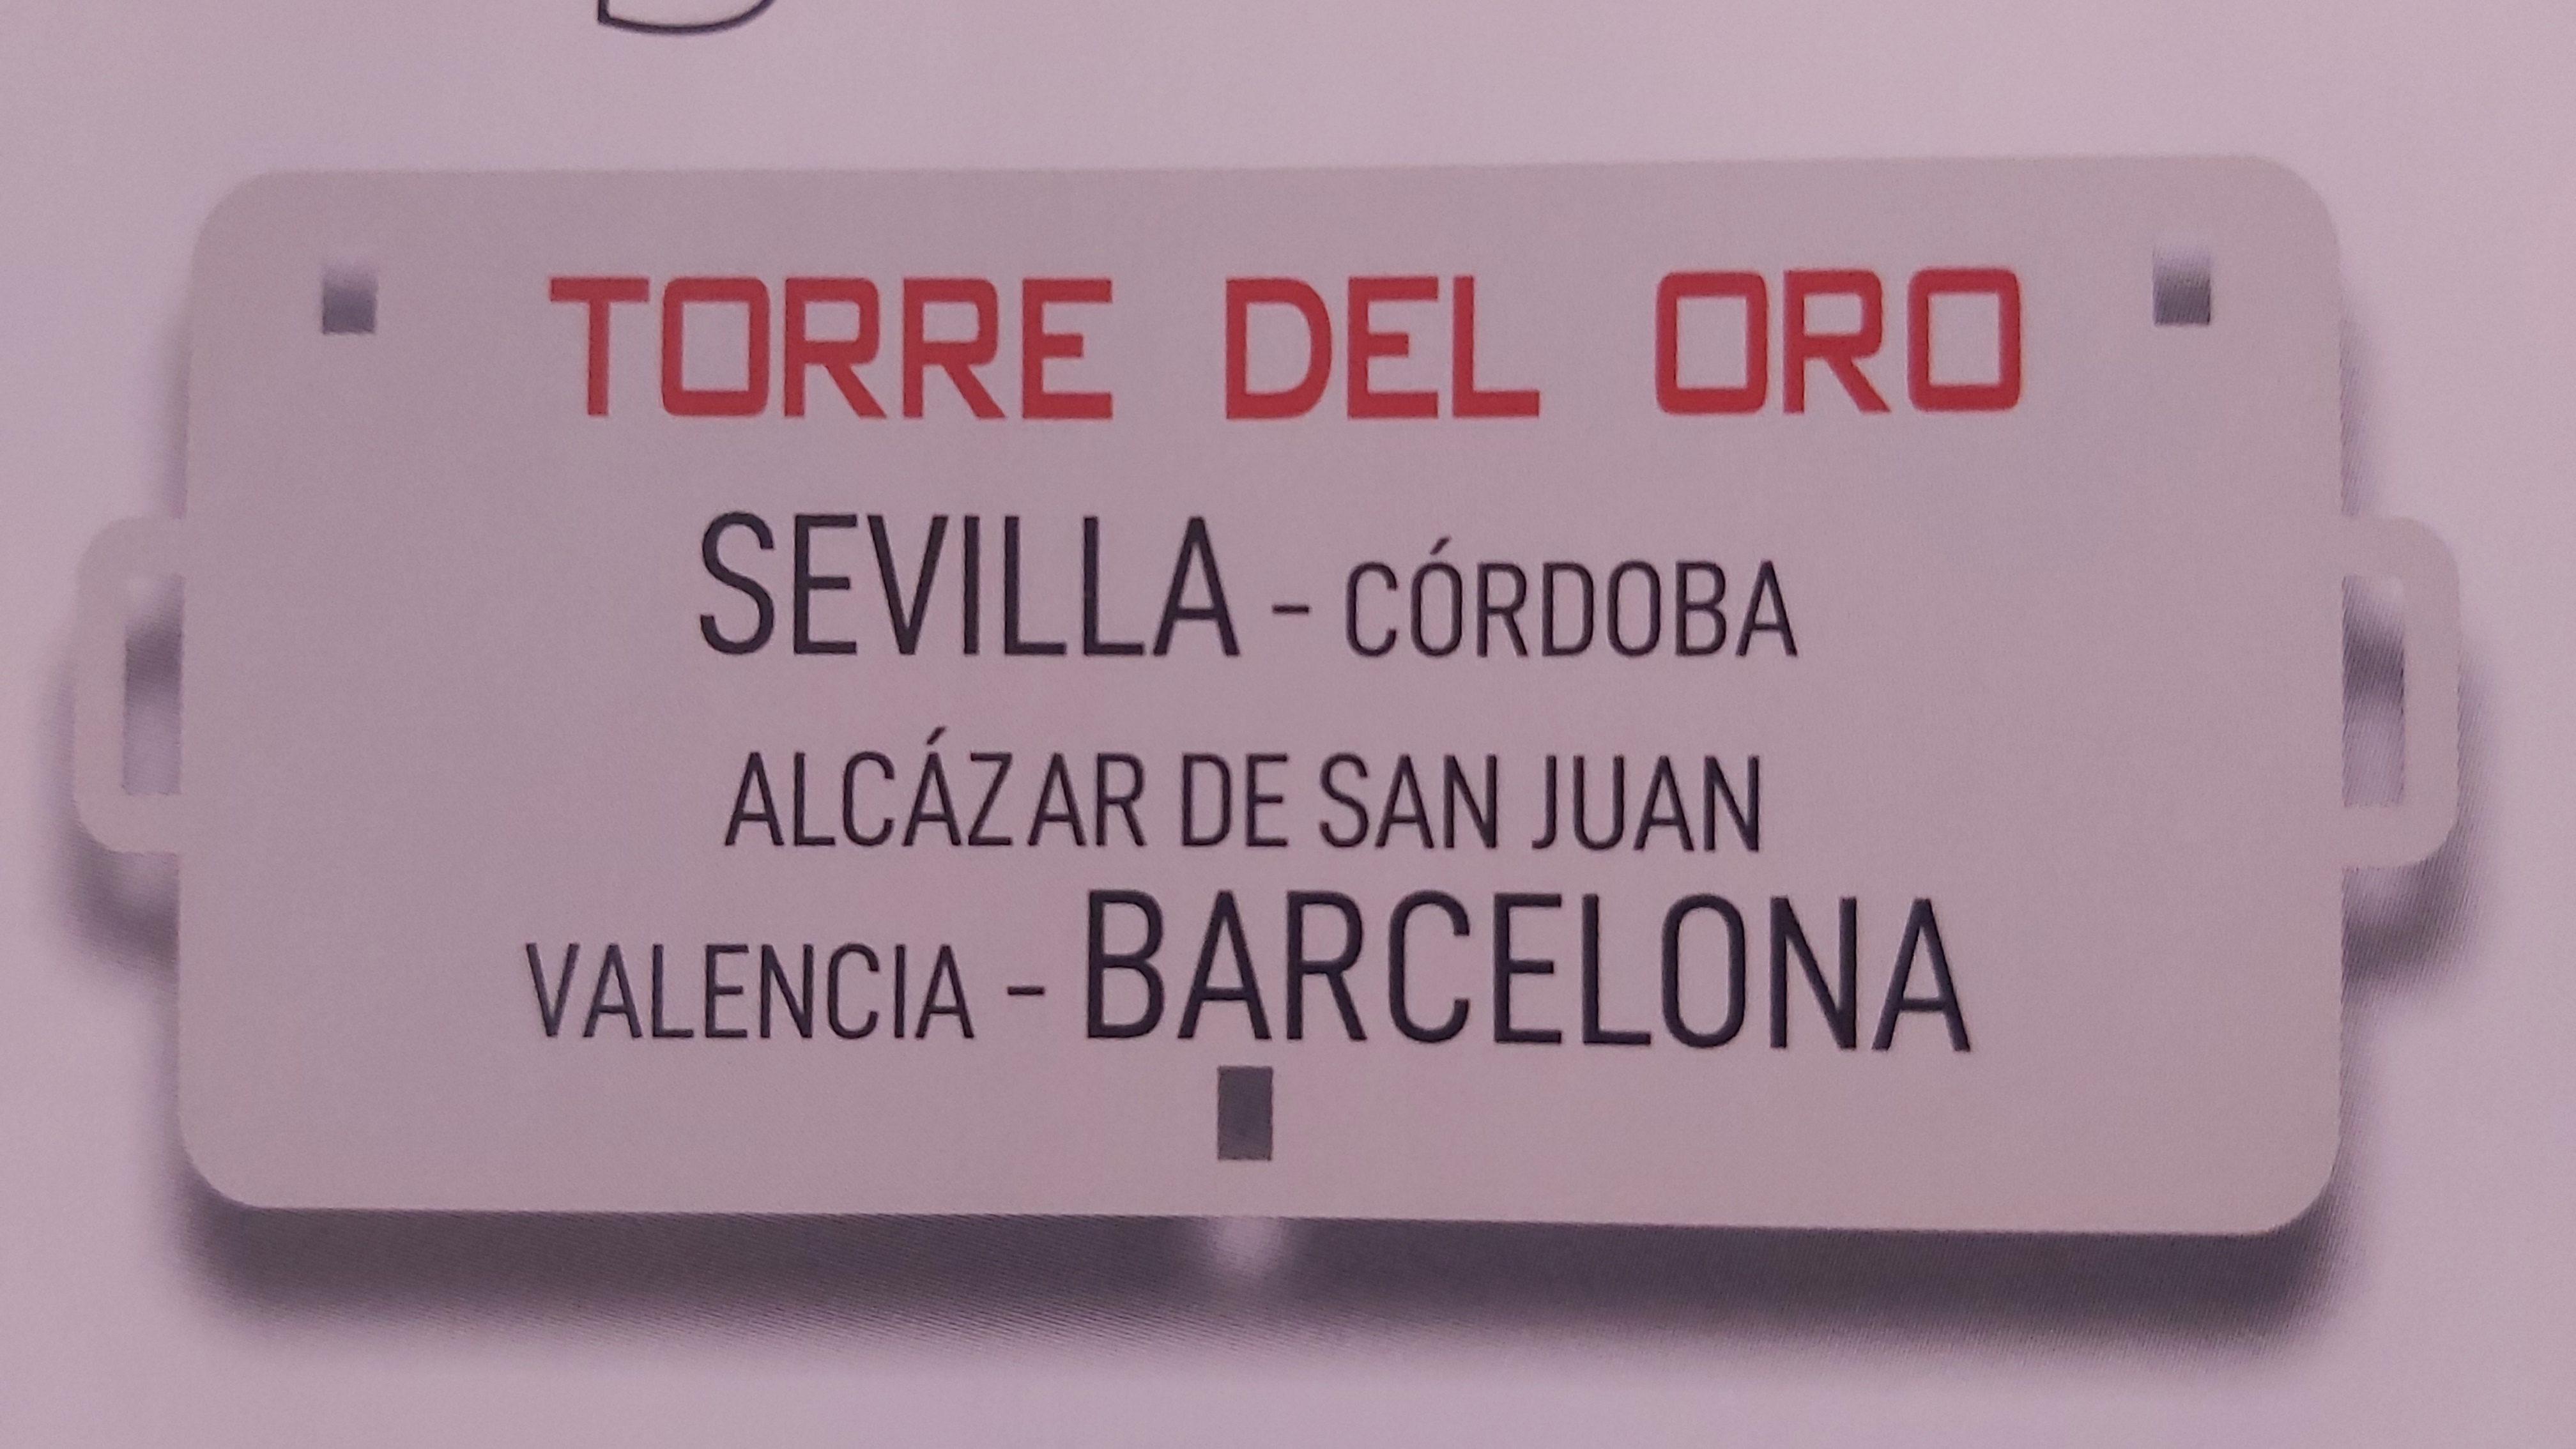 TORRE DEL ORO
SEVILLA - CÓRDOBA
ALCÁZAR DE SAN JUAN
VALENCIA - BARCELONA